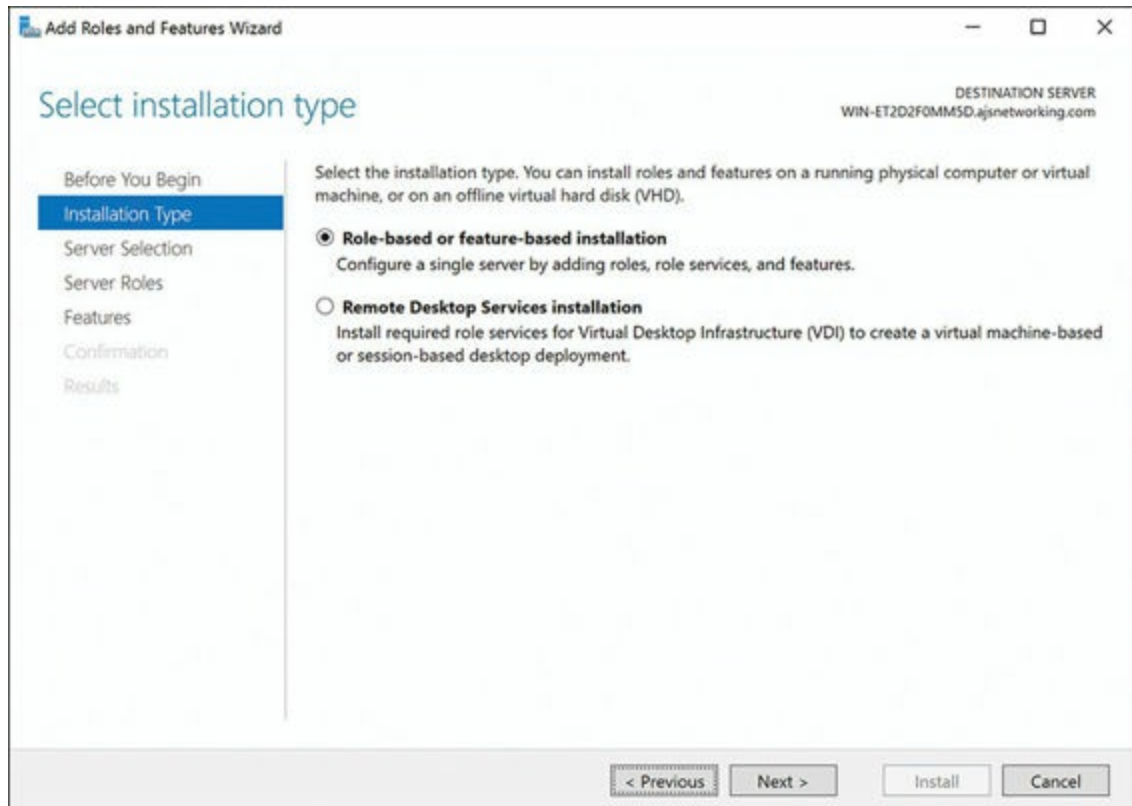 Add Roles and Features Wizard
Select installation type
DESTINATION SERVER
WIN-ET2D2F0MM5D.ajsnetworking.com
Before You Begin
Installation Type
Server Selection
Server Roles
Features
Confirmation
Results
Select the installation type. You can install roles and features on a running physical computer or virtual
machine, or on an offline virtual hard disk (VHD).
Role-based or feature-based installation
Configure a single server by adding roles, role services, and features.
Remote Desktop Services installation
Install required role services for Virtual Desktop Infrastructure (VDI) to create a virtual machine-based
or session-based desktop deployment.
< Previous
Next >
Install
Cancel